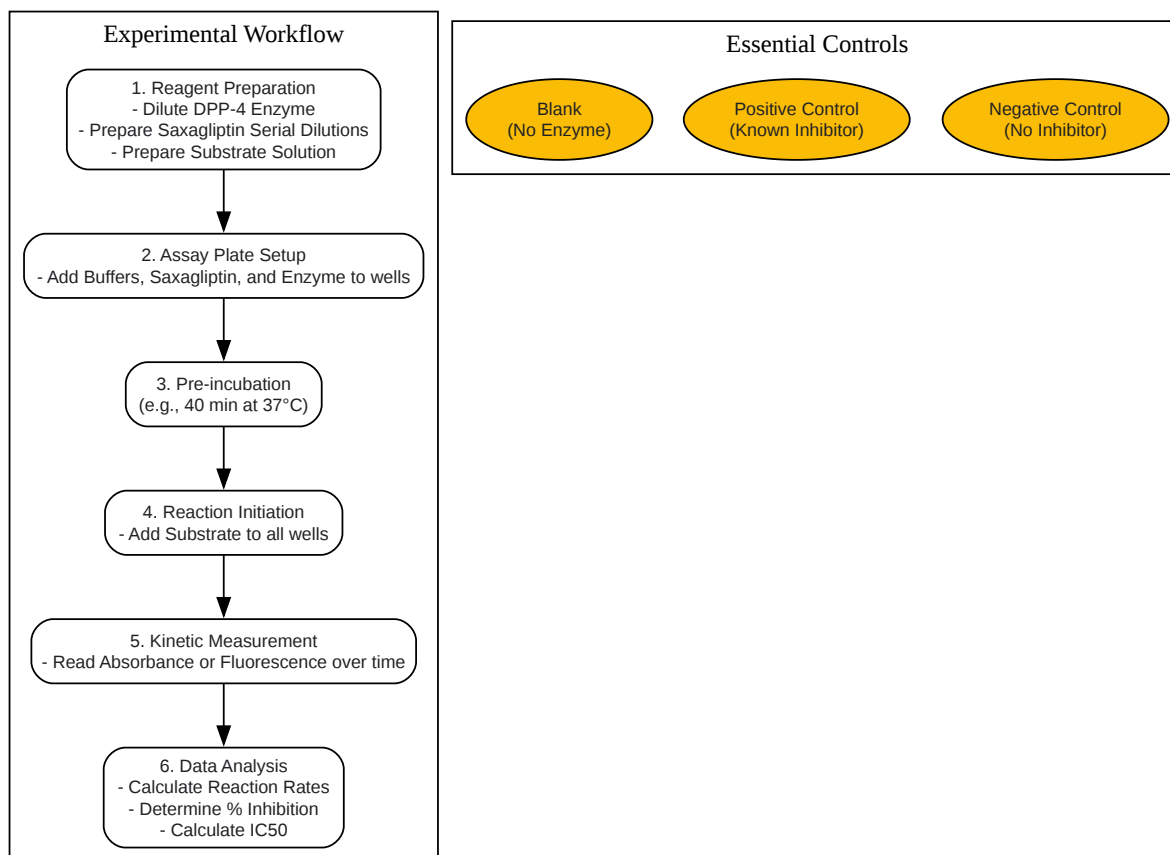 Experimental Workflow
1. Reagent Preparation
- Dilute DPP-4 Enzyme
- Prepare Saxagliptin Serial Dilutions
- Prepare Substrate Solution
2. Assay Plate Setup
- Add Buffers, Saxagliptin, and Enzyme to wells
3. Pre-incubation
(e.g., 40 min at 37°C)
4. Reaction Initiation
- Add Substrate to all wells
5. Kinetic Measurement
- Read Absorbance or Fluorescence over time
6. Data Analysis
- Calculate Reaction Rates
- Determine % Inhibition
- Calculate IC50
Essential Controls
Blank
(No Enzyme)
Positive Control
(Known Inhibitor)
Negative Control
(No Inhibitor)